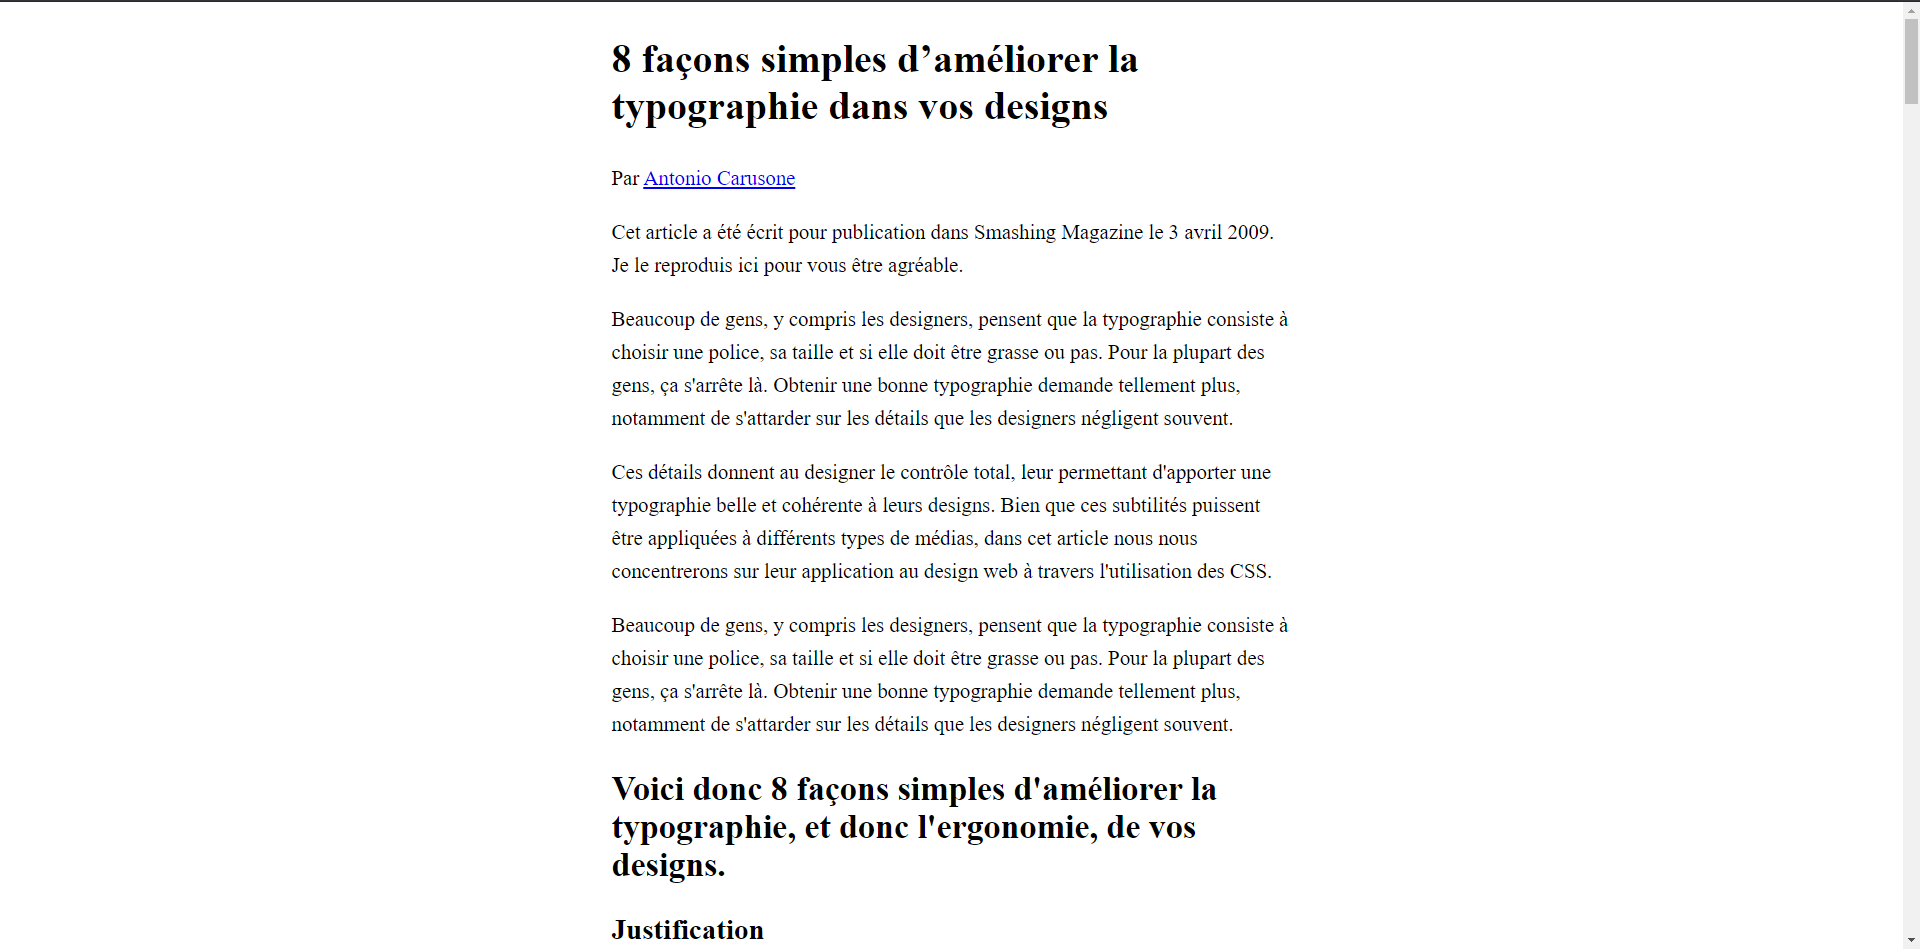 8 façons simples d’améliorer la
typographie dans vos designs
Par Antonio Carusone
Cet article a été écrit pour publication dans Smashing Magazine le 3 avril 2009.
Je le reproduis ici pour vous être agréable.
Beaucoup de gens, y compris les designers, pensent que la typographie consiste à
choisir une police, sa taille et si elle doit être grasse ou pas. Pour la plupart des
gens, ça s'arrête là. Obtenir une bonne typographie demande tellement plus,
notamment de s'attarder sur les détails que les designers négligent souvent.
Ces détails donnent au designer le contrôle total, leur permettant d'apporter une
typographie belle et cohérente à leurs designs. Bien que ces subtilités puissent
être appliquées à différents types de médias, dans cet article nous nous
concentrerons sur leur application au design web à travers l'utilisation des CSS.
Beaucoup de gens, y compris les designers, pensent que la typographie consiste à
choisir une police, sa taille et si elle doit être grasse ou pas. Pour la plupart des
gens, ça s'arrête là. Obtenir une bonne typographie demande tellement plus,
notamment de s'attarder sur les détails que les designers négligent souvent.
Voici donc 8 façons simples d'améliorer la
typographie, et donc l'ergonomie, de vos
designs.
Justification